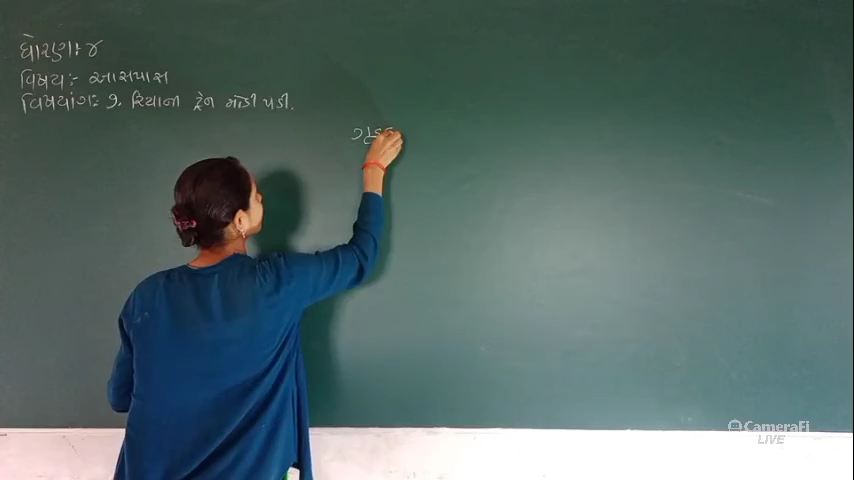 ધોરણ: ૪
વિષય:- આસપાસ
વિષયાંગ: ૭. રિયાની ટ્રેન મોડી પડી.
CameraFi
LIVE